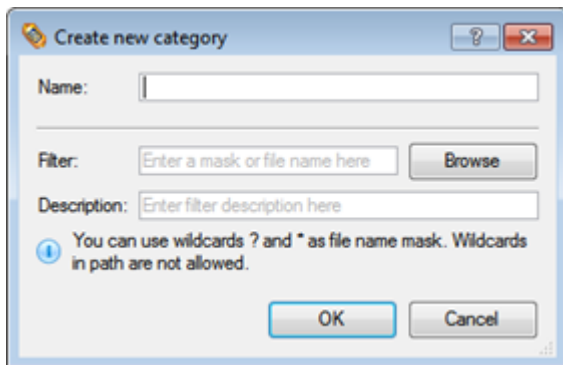 Create new category
Name:
Filter: Enter a mask or file name here Browse
Description: Enter filter description here
You can use wildcards ? and * as file name mask. Wildcards
in path are not allowed.
OK Cancel